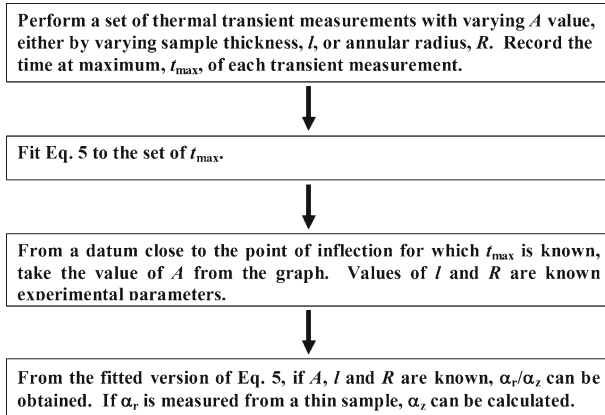 Perform a set of thermal transient measurements with varying A value,
either by varying sample thickness, l, or annular radius, R. Record the
time at maximum, tmax, of each transient measurement.
Fit Eq. 5 to the set of tmax.
From a datum close to the point of inflection for which tmax is known,
take the value of A from the graph. Values of l and R are known
experimental parameters.
From the fitted version of Eq. 5, if A, l and R are known, αr/αz can be
obtained. If αr is measured from a thin sample, αz can be calculated.